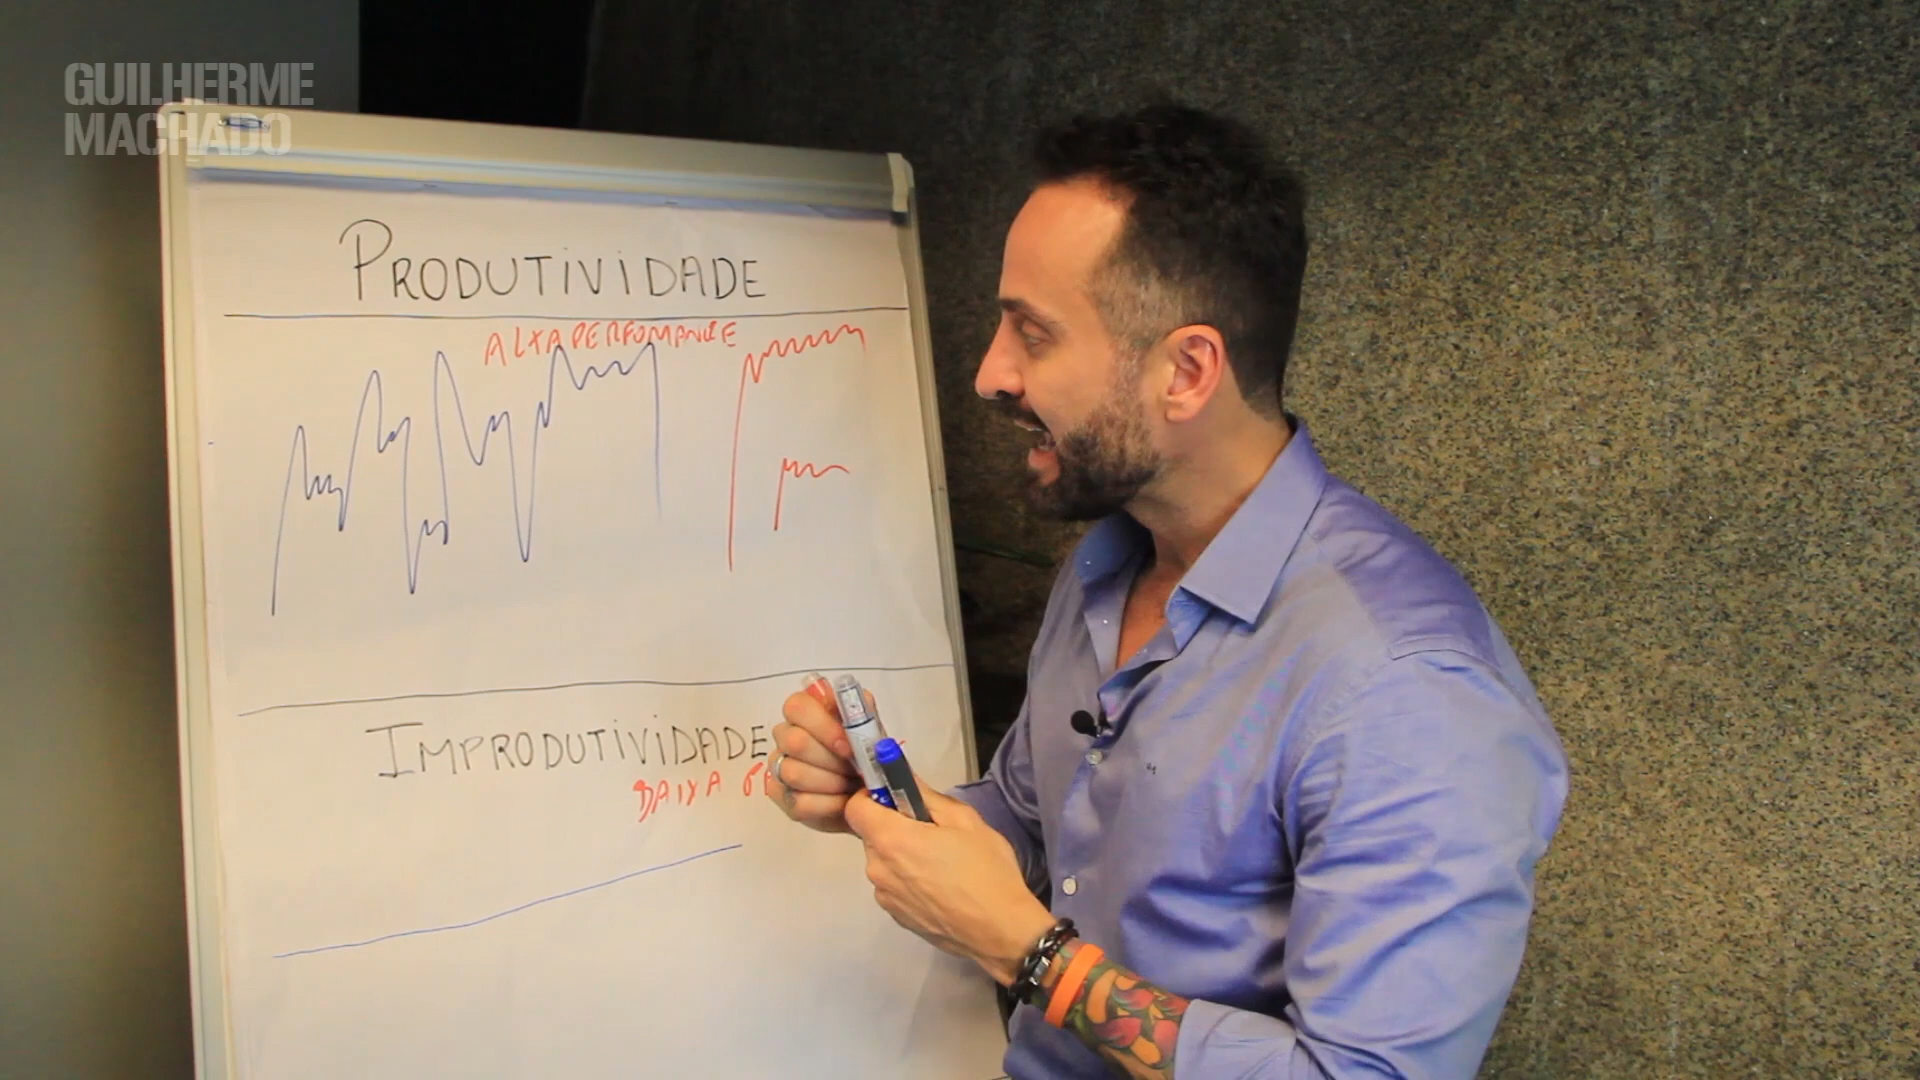 GUILHERME
MACHADO
PRODUTIVIDADE
ALTA PERFOMANCE
IMPRODUTIVIDADE
BAIXA